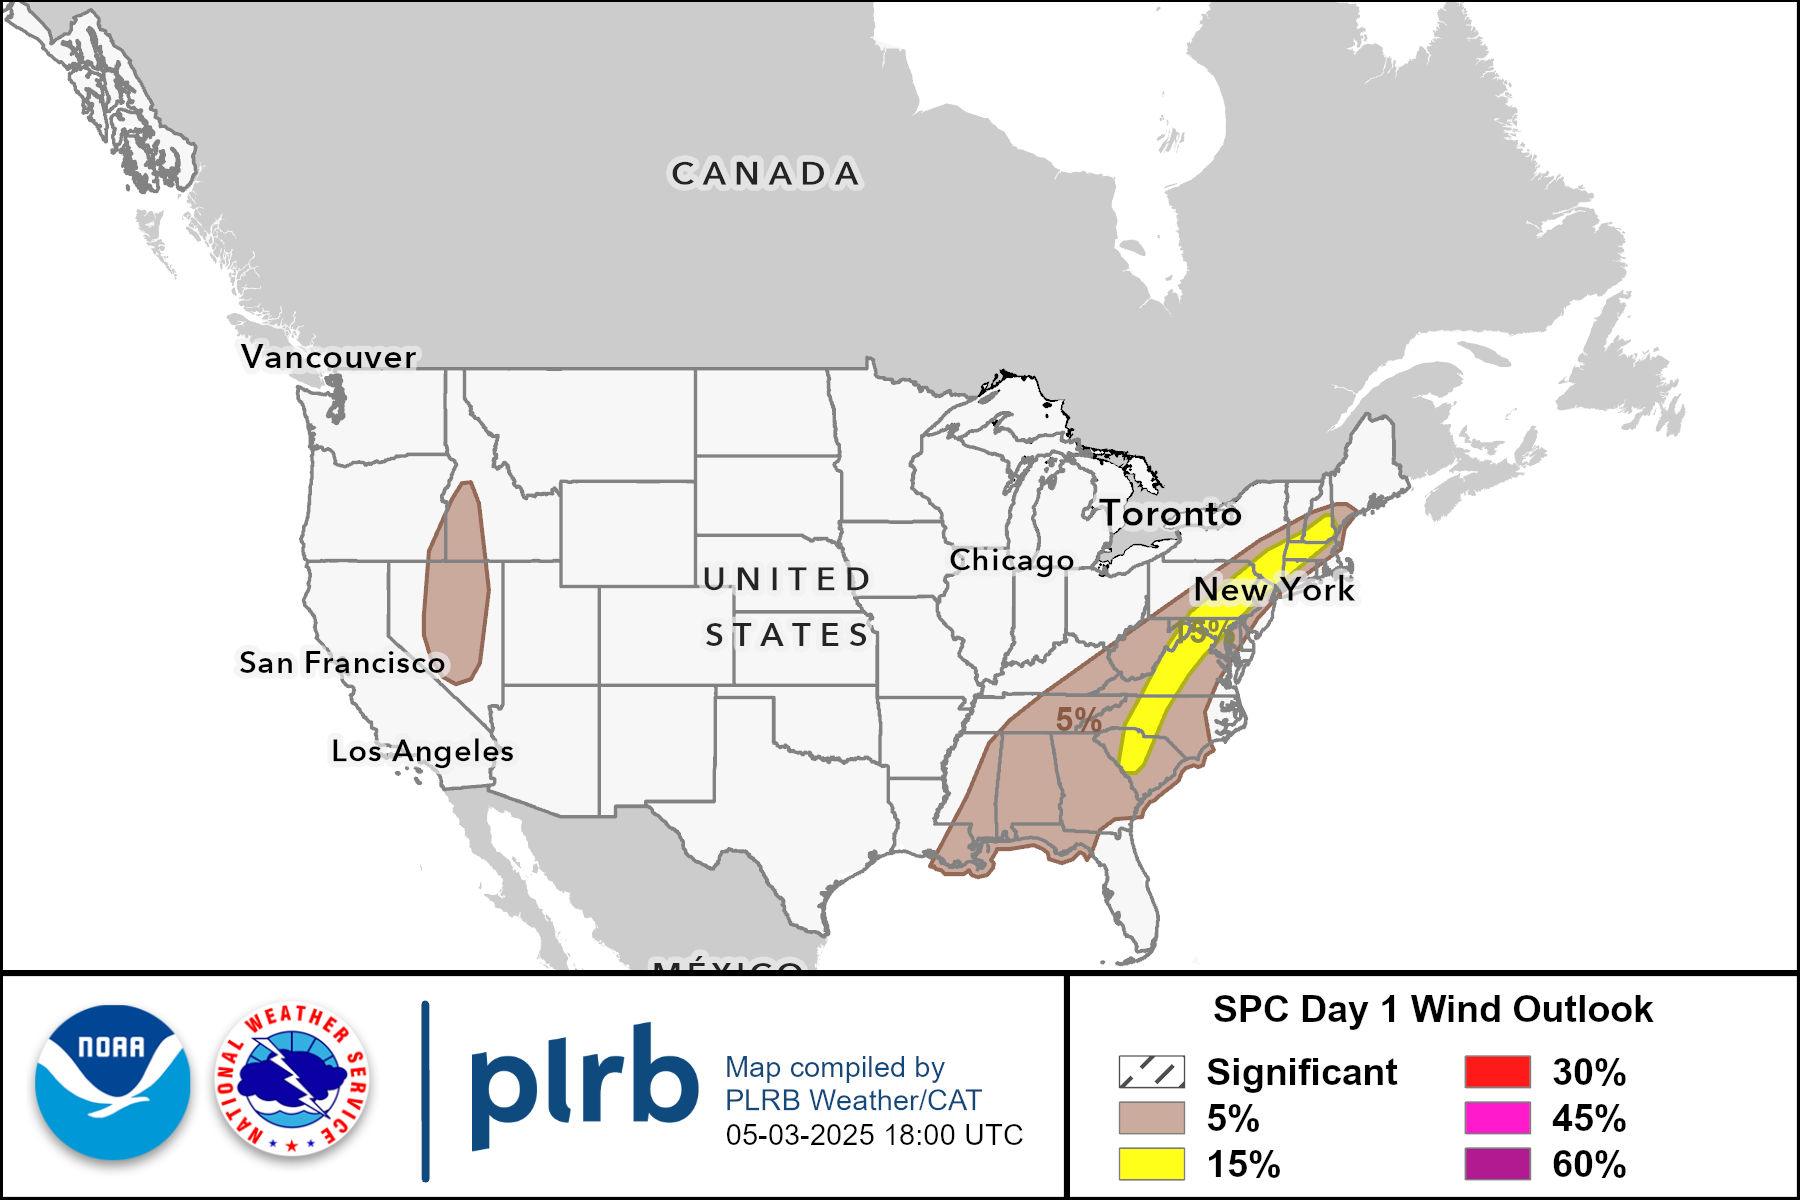 CANADA
Vancouver
Toronto
Chicago
UNITED
New York
15%
STATES
San Francisco
5%
Los Angeles
MÉXICO
NOAA
NATIONAL WEATHER SERVICE
plrb
Map compiled by
PLRB Weather/CAT
05-03-2025 18:00 UTC
SPC Day 1 Wind Outlook
Significant
5%
15%
30%
45%
60%